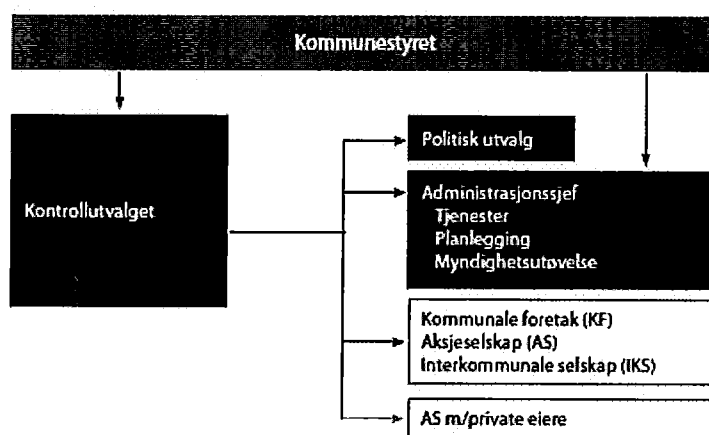 Kommunestyret
Kontrollutvalget
Politisk utvalg
Administrasjonssjef
Tjenester
Planlegging
Myndighetsutøvelse
Kommunale foretak (KF)
Aksjeselskap (AS)
Interkommunale selskap (IKS)
AS m/private eiere